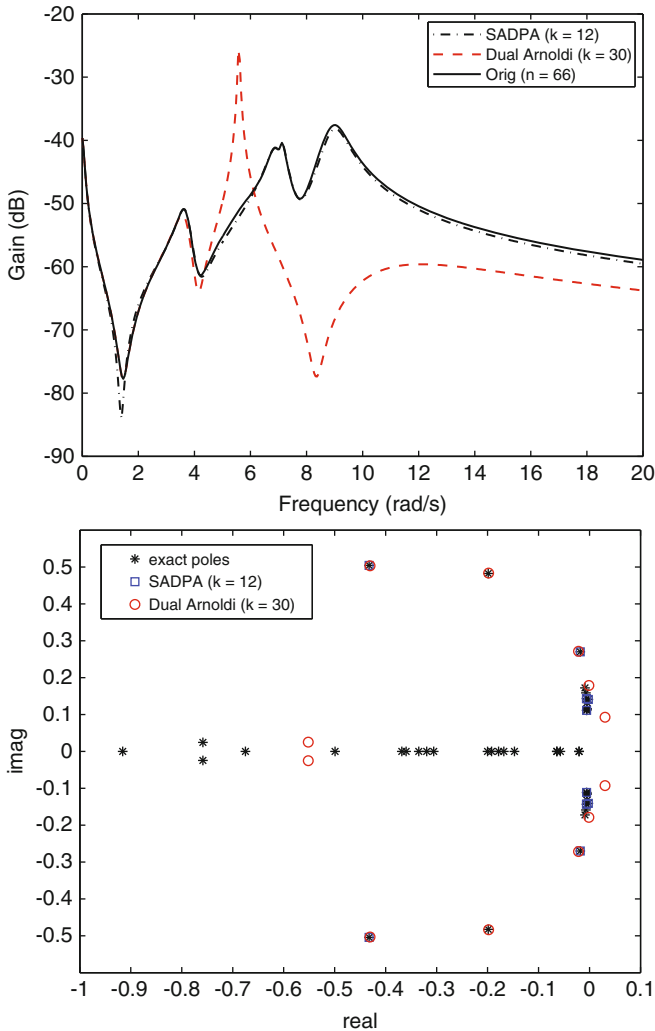 -20
-30
-40
-50
-60
-70
-80
-90
Gain (dB)
SADPA (k = 12)
Dual Arnoldi (k = 30)
Orig (n = 66)
0 2 4 6 8 10 12 14 16 18 20
Frequency (rad/s)
0.5
0.4
0.3
0.2
0.1
0
-0.1
-0.2
-0.3
-0.4
-0.5
imag
exact poles
SADPA (k = 12)
Dual Arnoldi (k = 30)
-1 -0.9 -0.8 -0.7 -0.6 -0.5 -0.4 -0.3 -0.2 -0.1 0 0.1
real